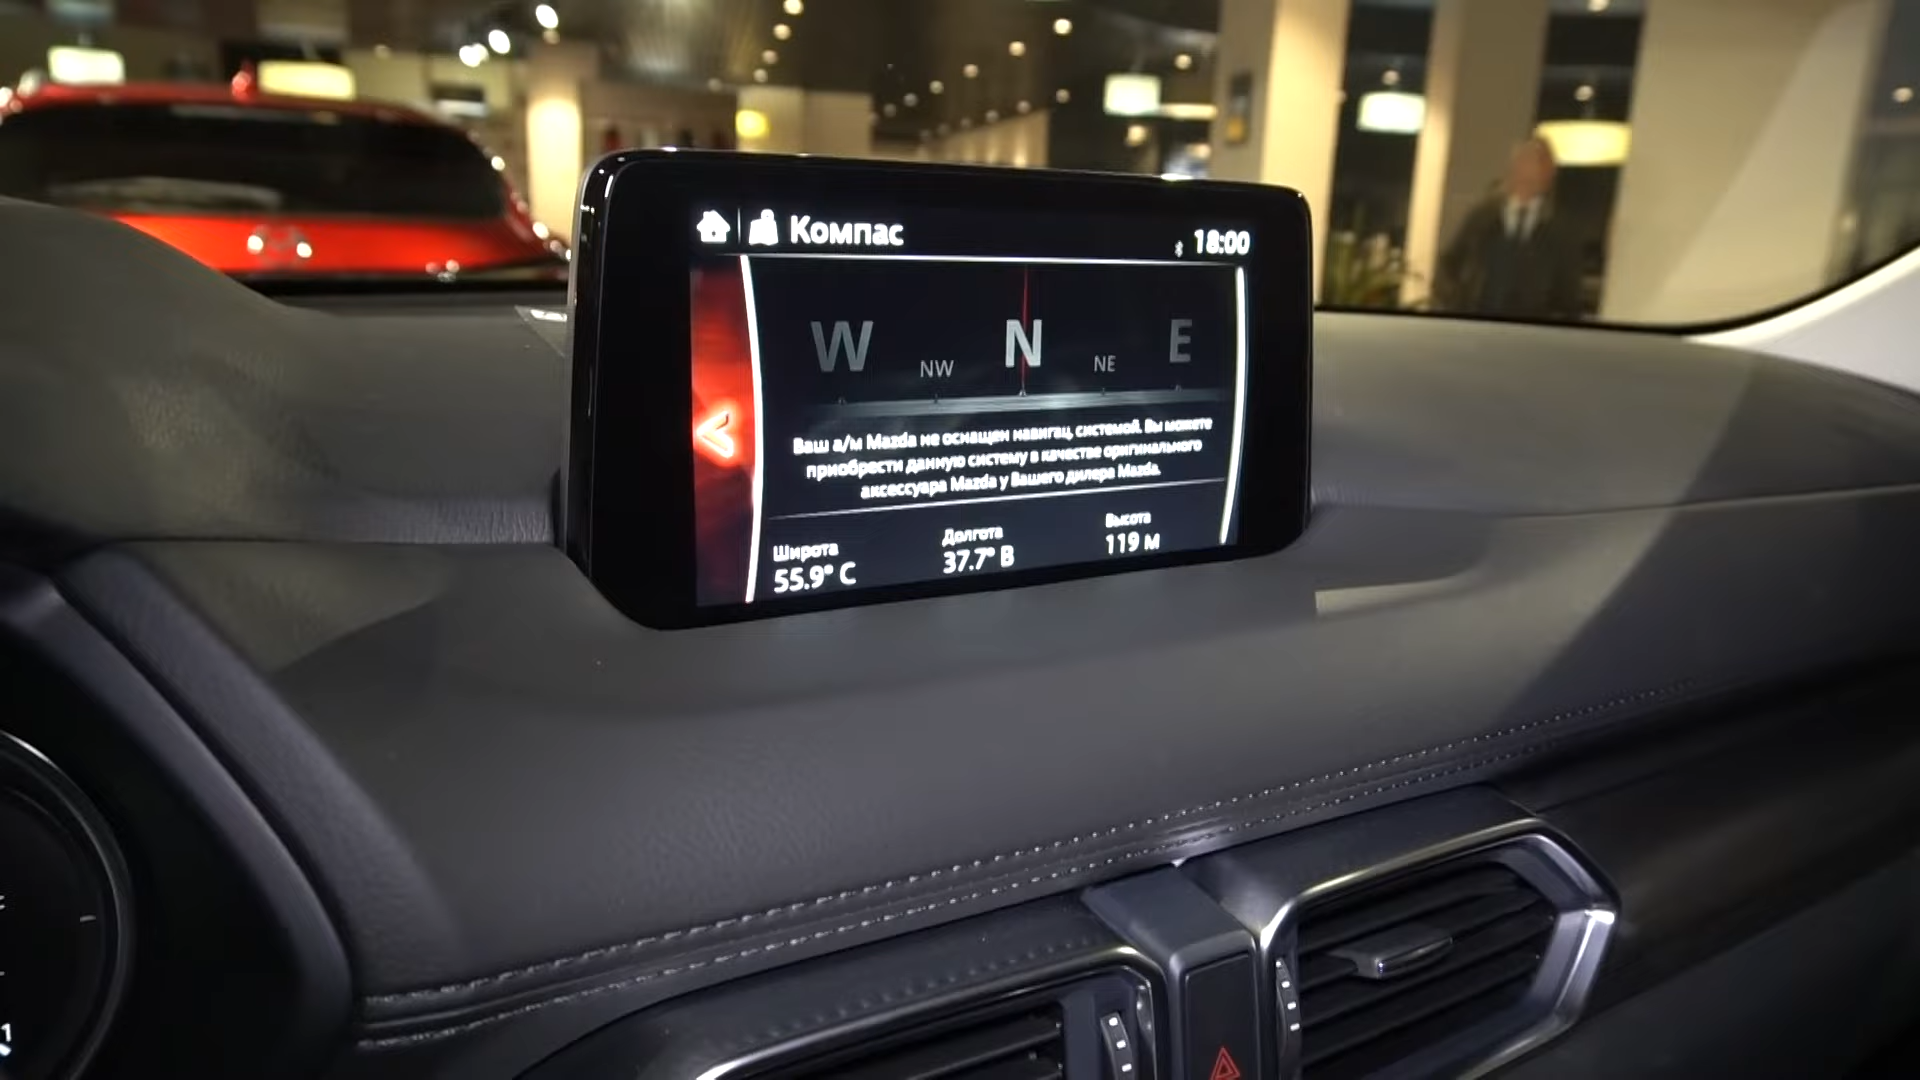 Компас
18:00
W NW N NE E
Ваш а/м Mazda не оснащен навигац. системой. Вы можете
приобрести данную систему в качестве оригинального
аксессуара Mazda у Вашего дилера Mazda.
Широта Долгота Высота
55.9° С 37.7° В 119 м
1